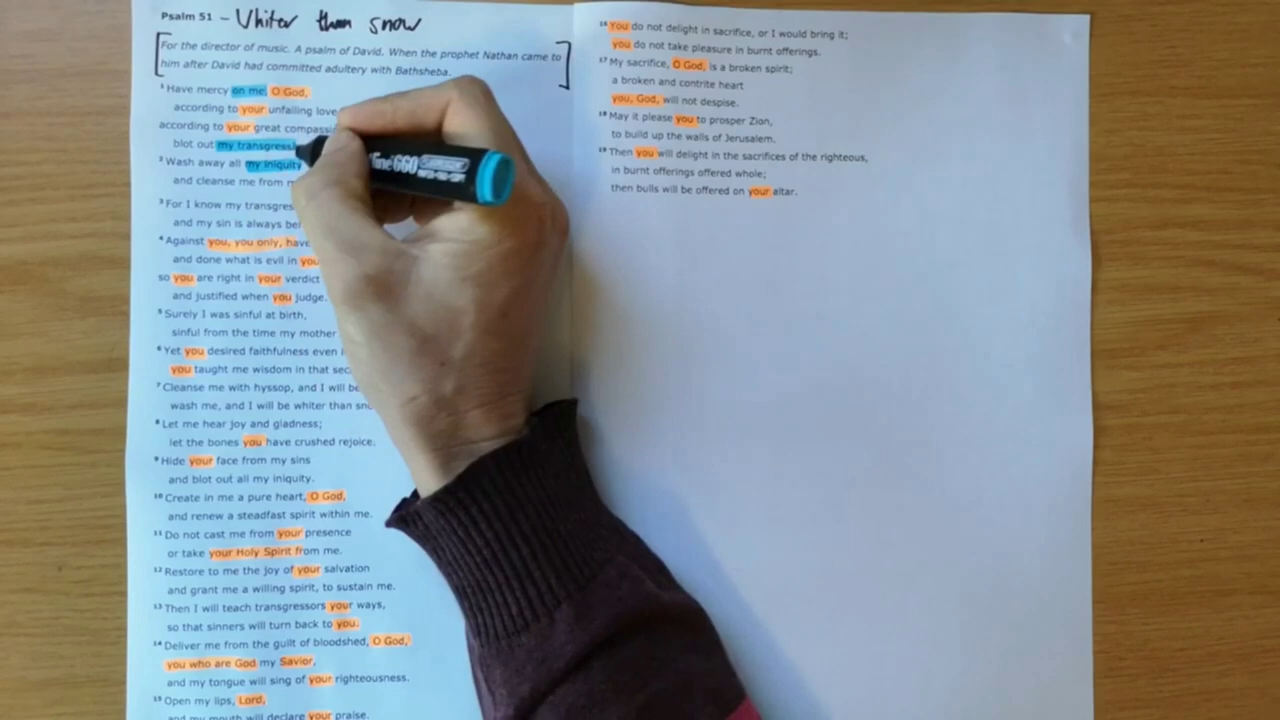 Psalm 51 - Whiter than snow
For the director of music. A psalm of David. When the prophet Nathan came to
him after David had committed adultery with Bathsheba.
1 Have mercy on me, O God,
according to your unfailing love
according to your great
blot out my
2 Wash away all my iniquity
and cleanse me from
3 For I know my
and my sin is always
4 Against you, you only, have
and done what is evil in
so you are right in your verdict
and justified when you judge.
5 Surely I was sinful at birth,
sinful from the time my mother
6 Yet you desired faithfulness even
you taught me wisdom in that
7 Cleanse me with hyssop, and I will
wash me, and I will be whiter than
8 Let me hear joy and gladness;
let the bones you have crushed rejoice.
9 Hide your face from my sins
and blot out all my iniquity.
10 Create in me a pure heart, O God,
and renew a steadfast spirit within me.
11 Do not cast me from your presence
or take your Holy Spirit from me.
12 Restore to me the joy of your salvation
and grant me a willing spirit, to sustain me.
13 Then I will teach transgressors your ways,
so that sinners will turn back to you.
14 Deliver me from the guilt of bloodshed, O God,
you who are God my Savior,
and my tongue will sing of your righteousness.
15 Open my lips, Lord,
and my mouth will declare your praise.
16 You do not delight in sacrifice, or I would bring it;
you do not take pleasure in burnt offerings.
17 My sacrifice, O God, is a broken spirit;
a broken and contrite heart
you, God, will not despise.
18 May it please you to prosper Zion,
to build up the walls of Jerusalem.
19 Then you will delight in the sacrifices of the righteous,
in burnt offerings offered whole;
then bulls will be offered on your altar.
fine 660